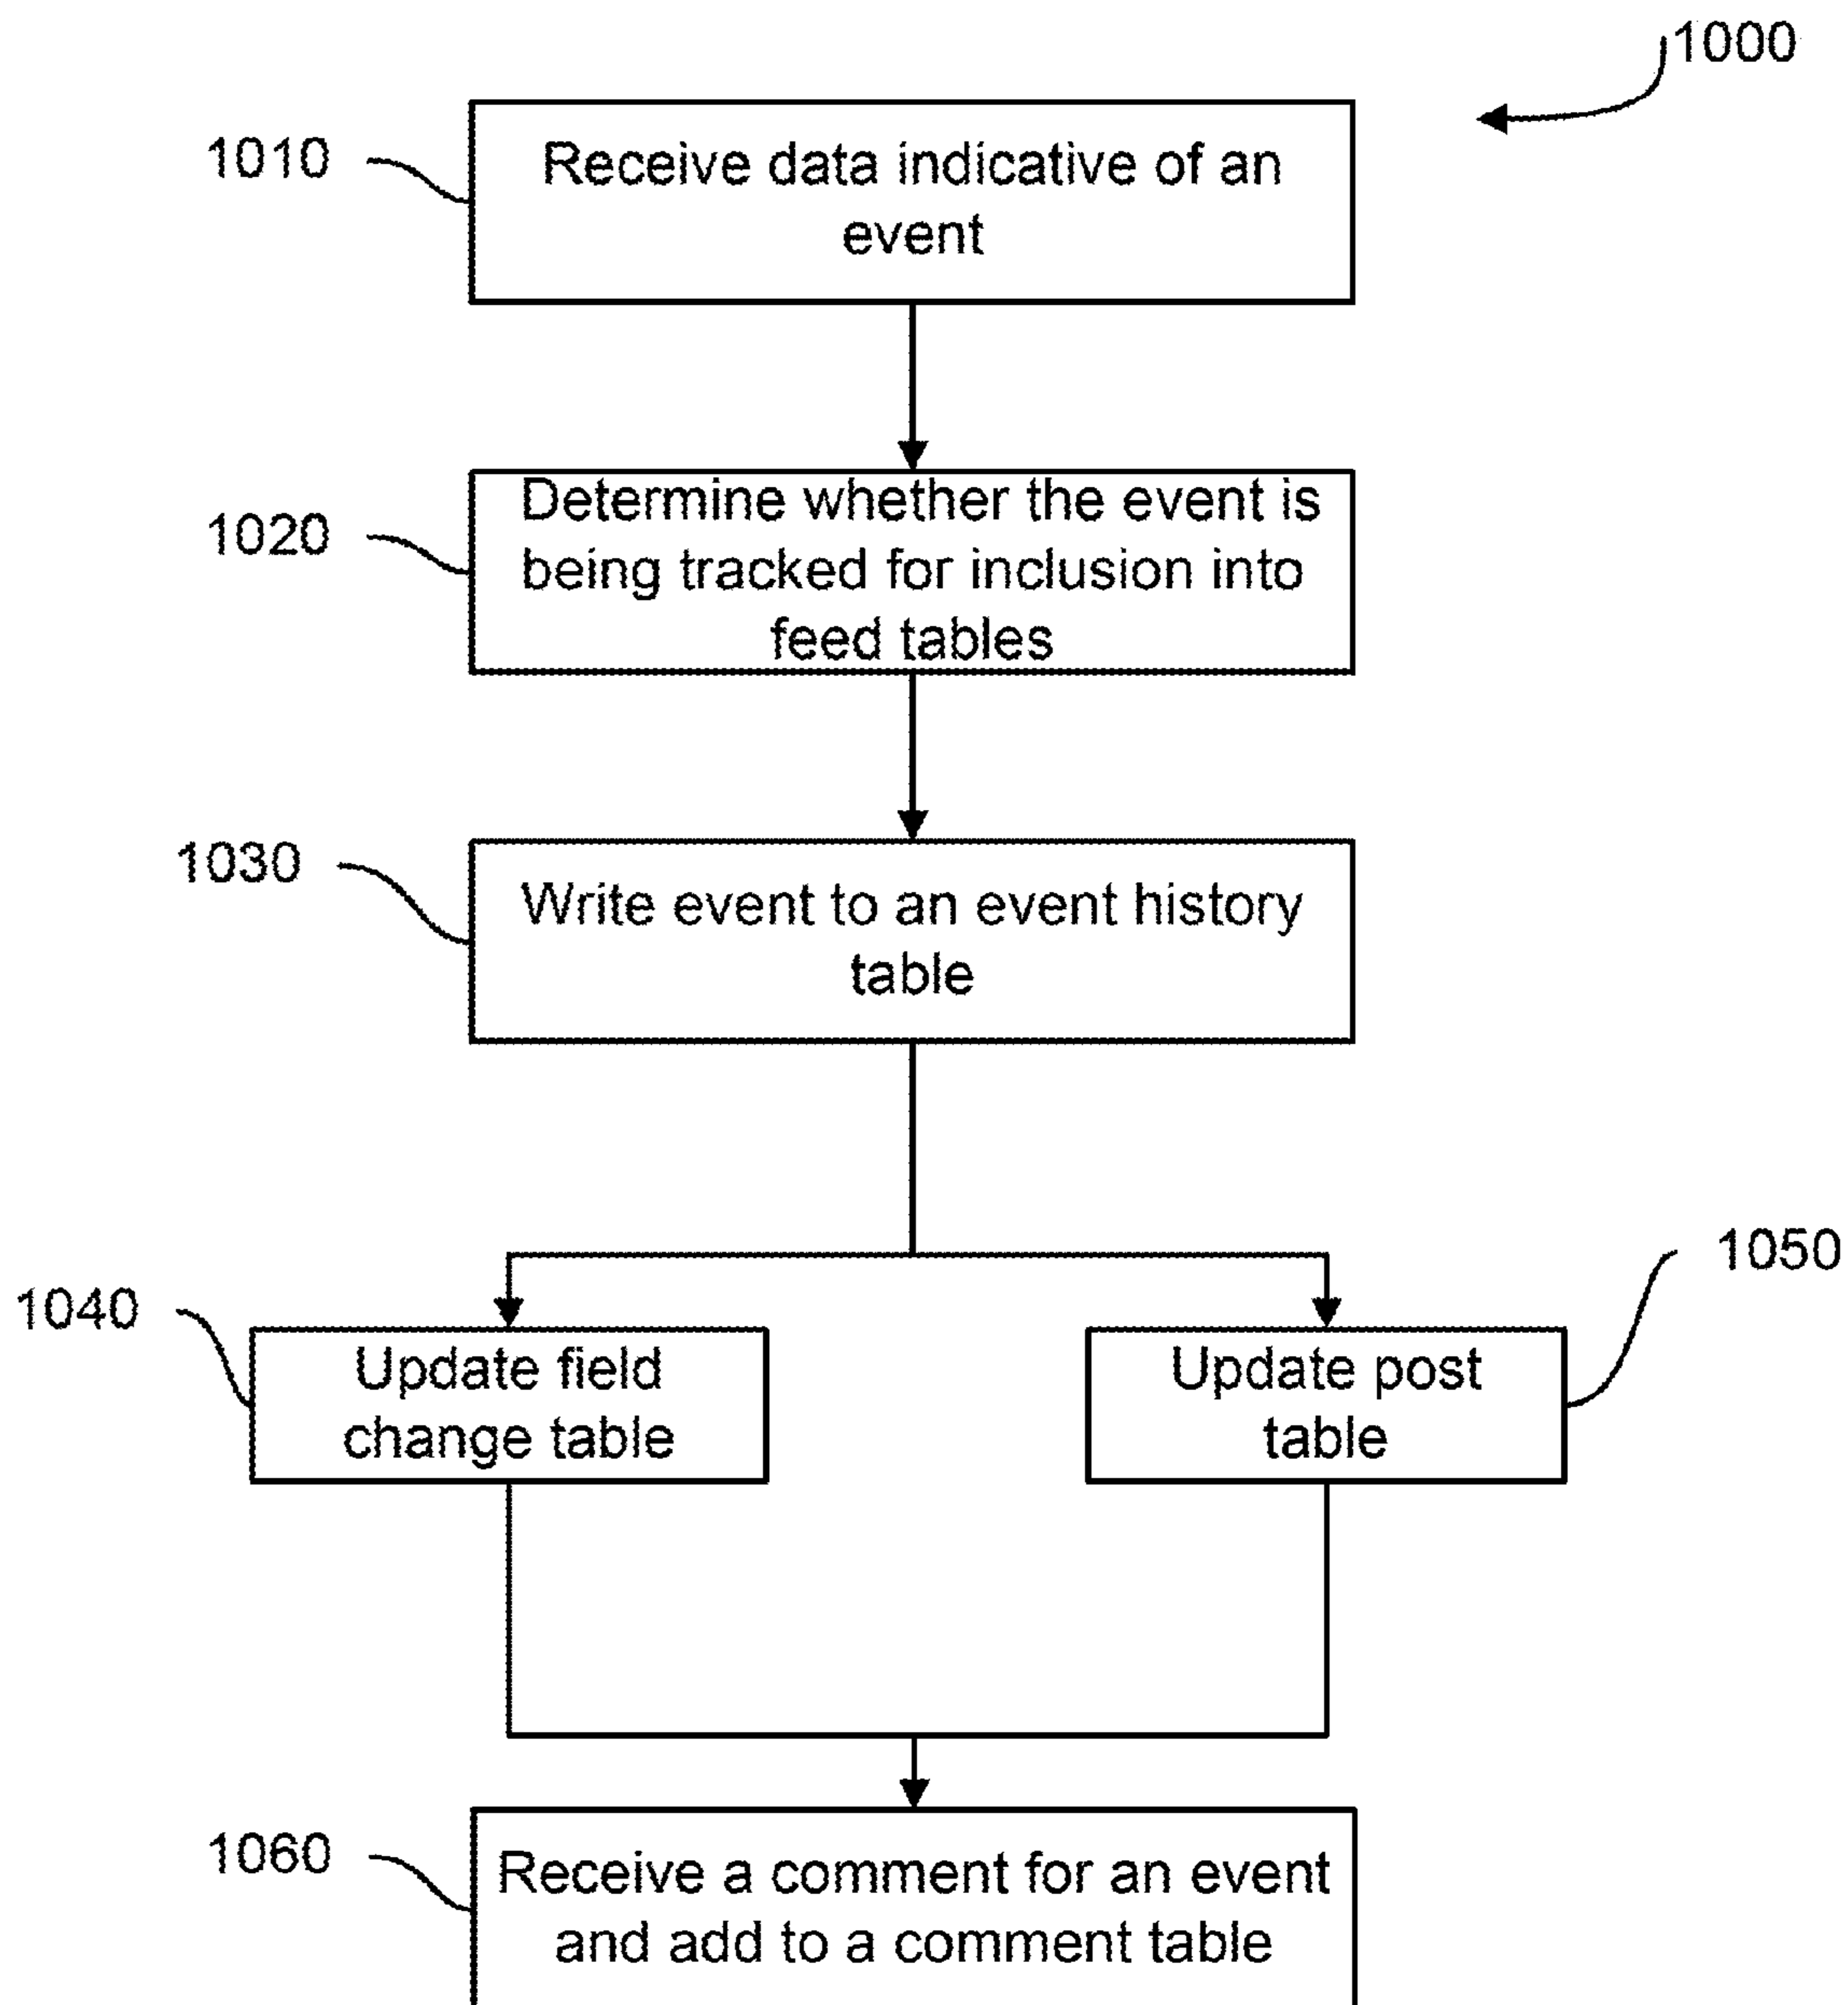 1000
1010
Receive data indicative of an
event
1020
Determine whether the event is
being tracked for inclusion into
feed tables
1030
Write event to an event history
table
1040
Update field
change table
1050
Update post
table
1060
Receive a comment for an event
and add to a comment table